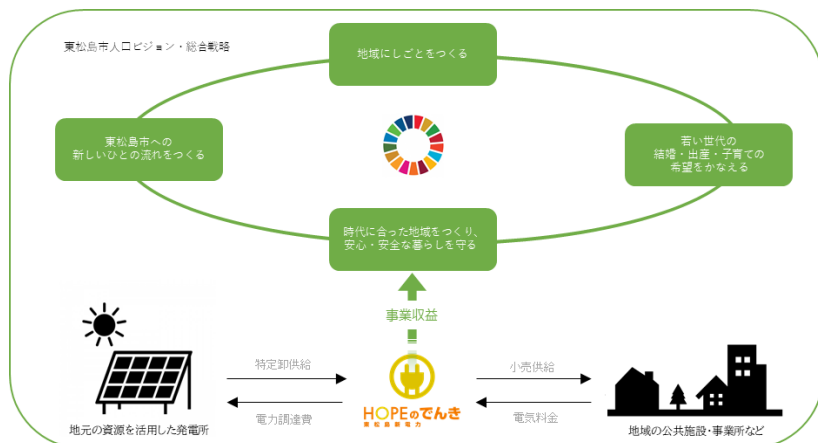 東松島市人口ビジョン・総合戦略
地域にしごとをつくる
東松島市への
新しいひとの流れをつくる
若い世代の
結婚・出産・子育ての
希望をかなえる
時代に合った地域をつくり、
安心・安全な暮らしを守る
事業収益
特定卸供給
小売供給
電力調達費
HOPEのでんき
東松島新電力
電気料金
地元の資源を活用した発電所
地域の公共施設・事業所など